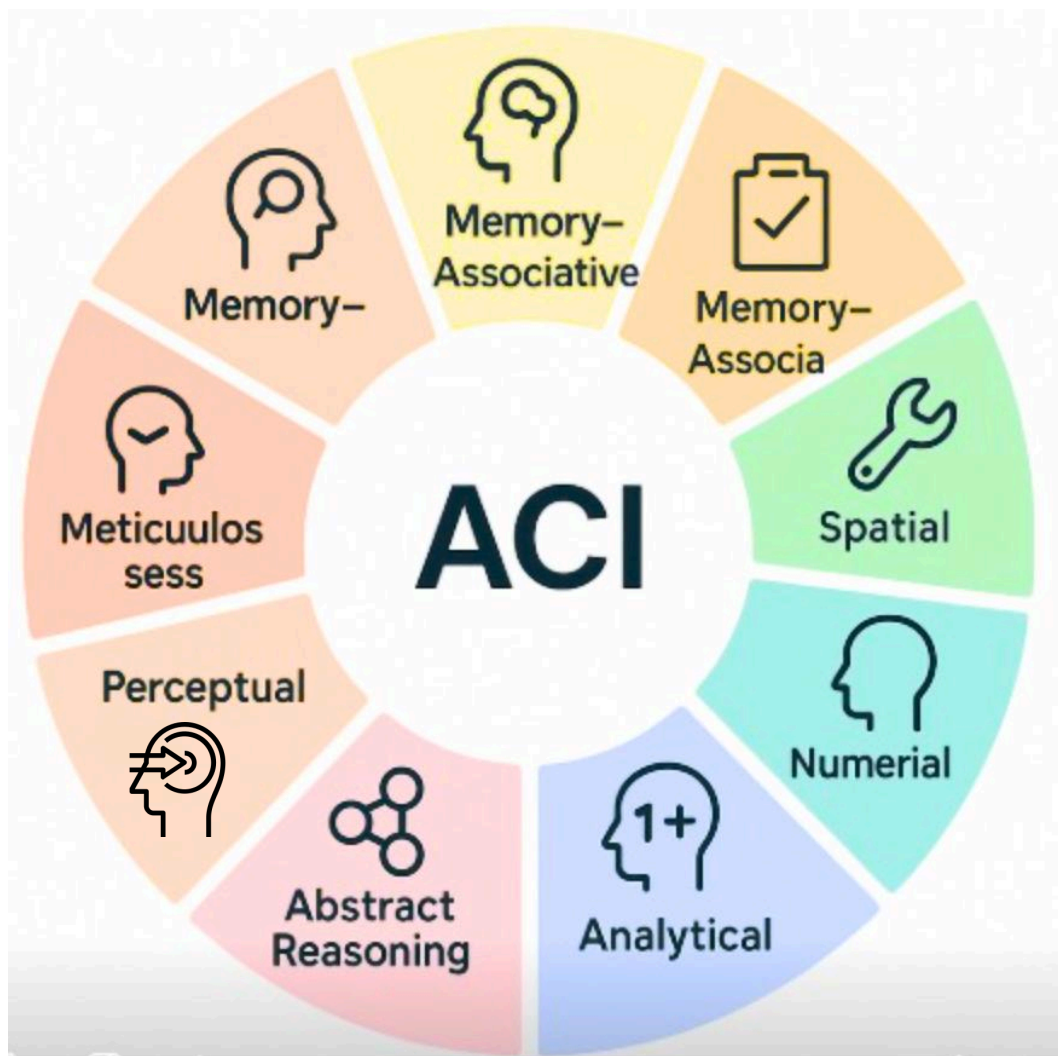 Memory–
Associative
Memory–
Associa
Spatial
Numerial
1+
Analytical
Abstract
Reasoning
Perceptual
Meticuulos
sess
Memory–
ACI